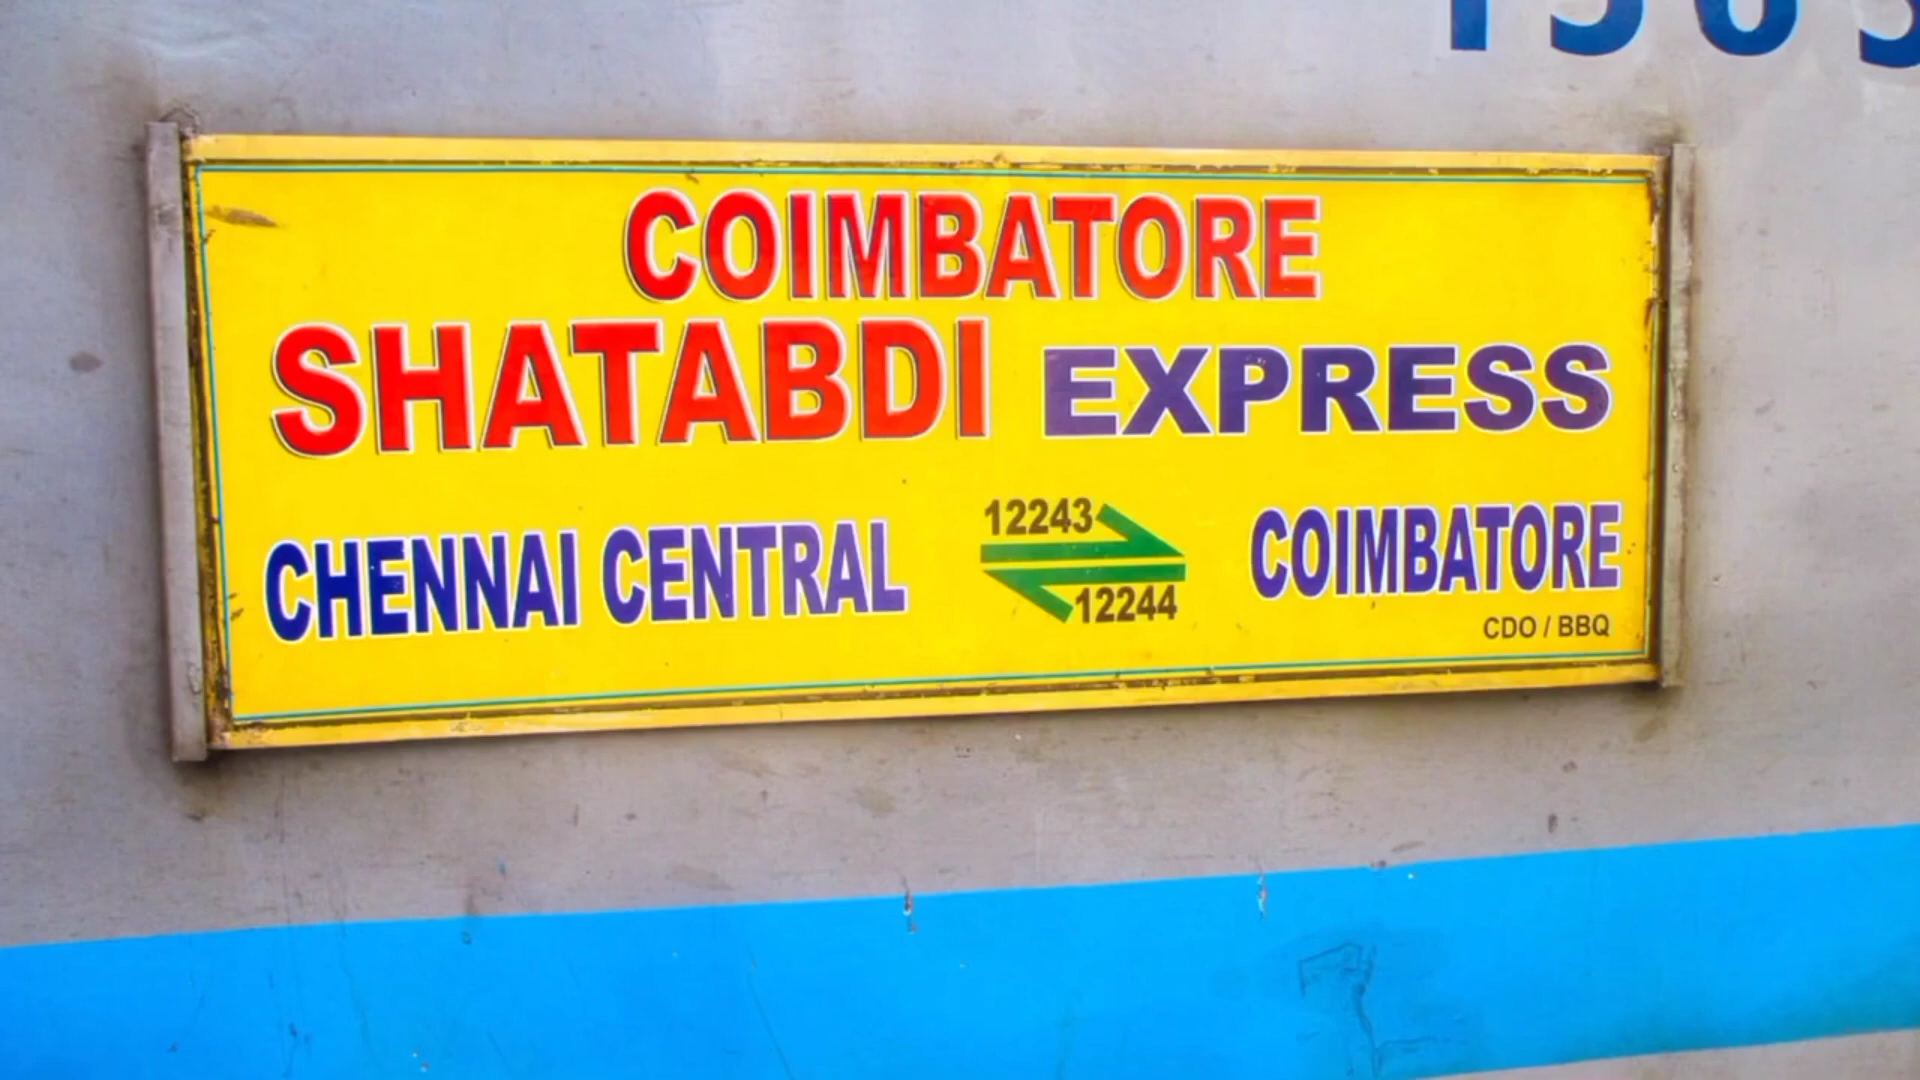 COIMBATORE
SHATABDI EXPRESS
12243
CHENNAI CENTRAL COIMBATORE
12244
CDO / BBQ